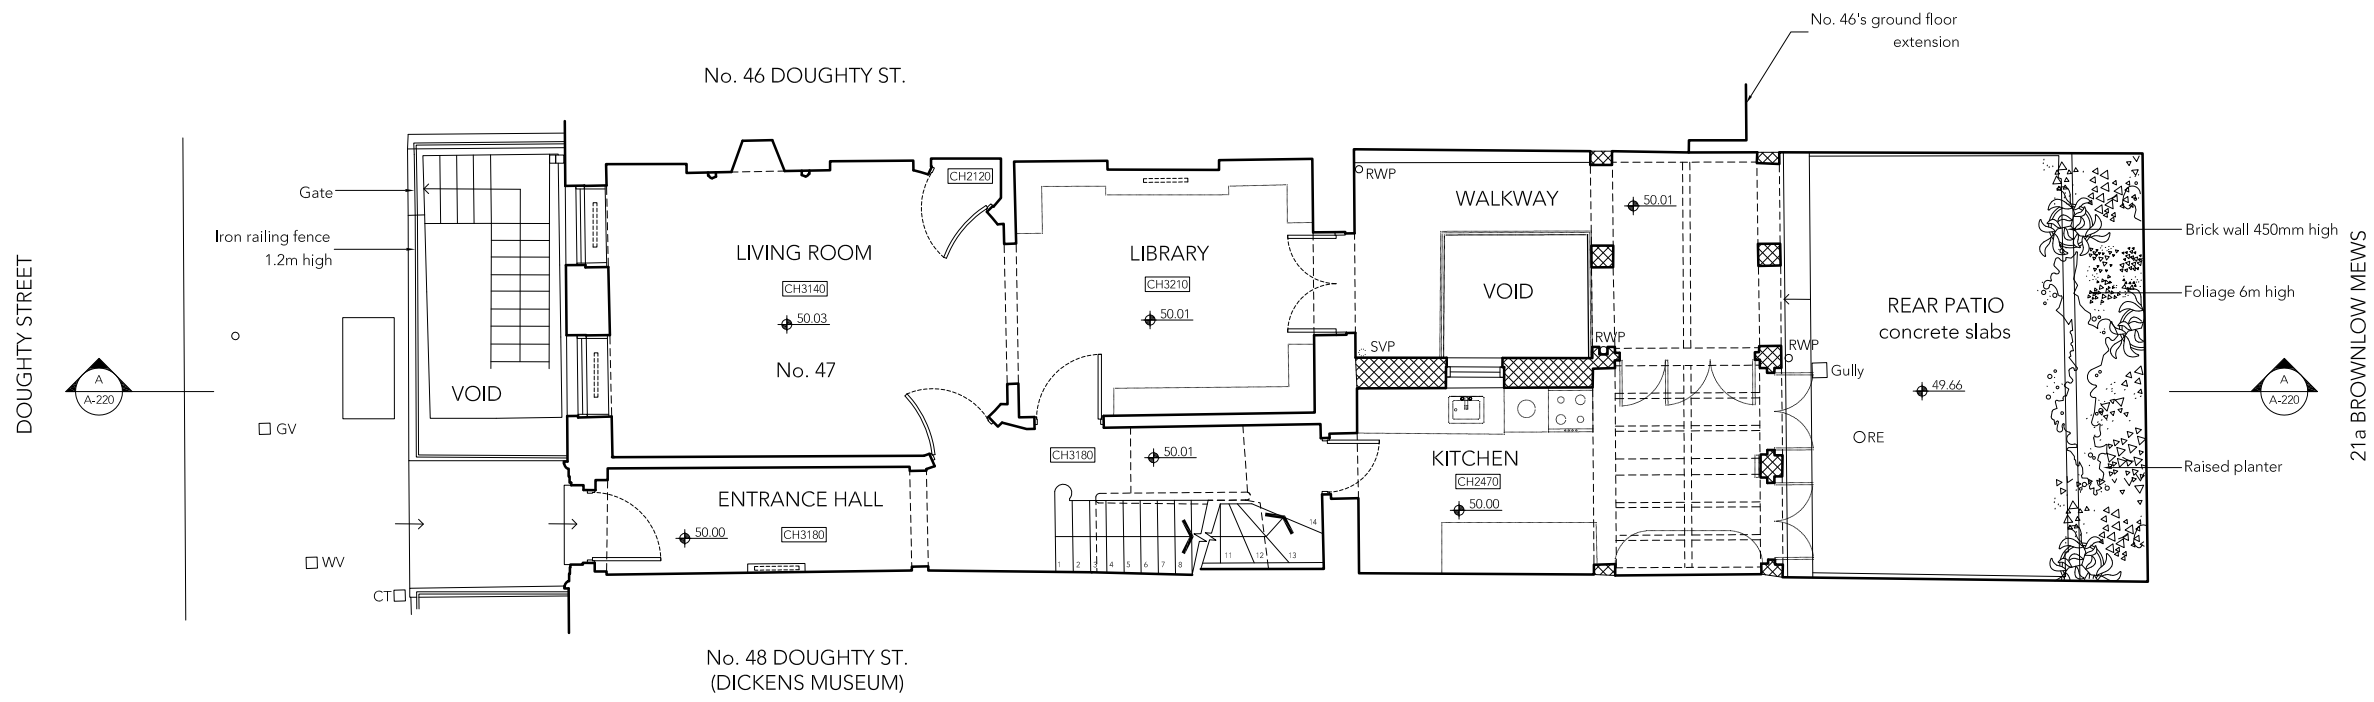 No. 46's ground floor
extension
No. 46 DOUGHTY ST.
DOUGHTY STREET
Gate
Iron railing fence
1.2m high
VOID
A
A-220
GV
WV
CT
LIVING ROOM
CH3140
50.03
No. 47
CH2120
ENTRANCE HALL
50.00
CH3180
LIBRARY
CH3210
50.01
CH3180
50.01
1
2
3
4
5
6
7
8
11
12
13
14
RWP
WALKWAY
50.01
VOID
SVP
RWP
RWP
KITCHEN
CH2470
50.00
Gully
REAR PATIO
concrete slabs
49.66
RE
Brick wall 450mm high
Foliage 6m high
Raised planter
A
A-220
21a BROWNLOW MEWS
No. 48 DOUGHTY ST.
(DICKENS MUSEUM)